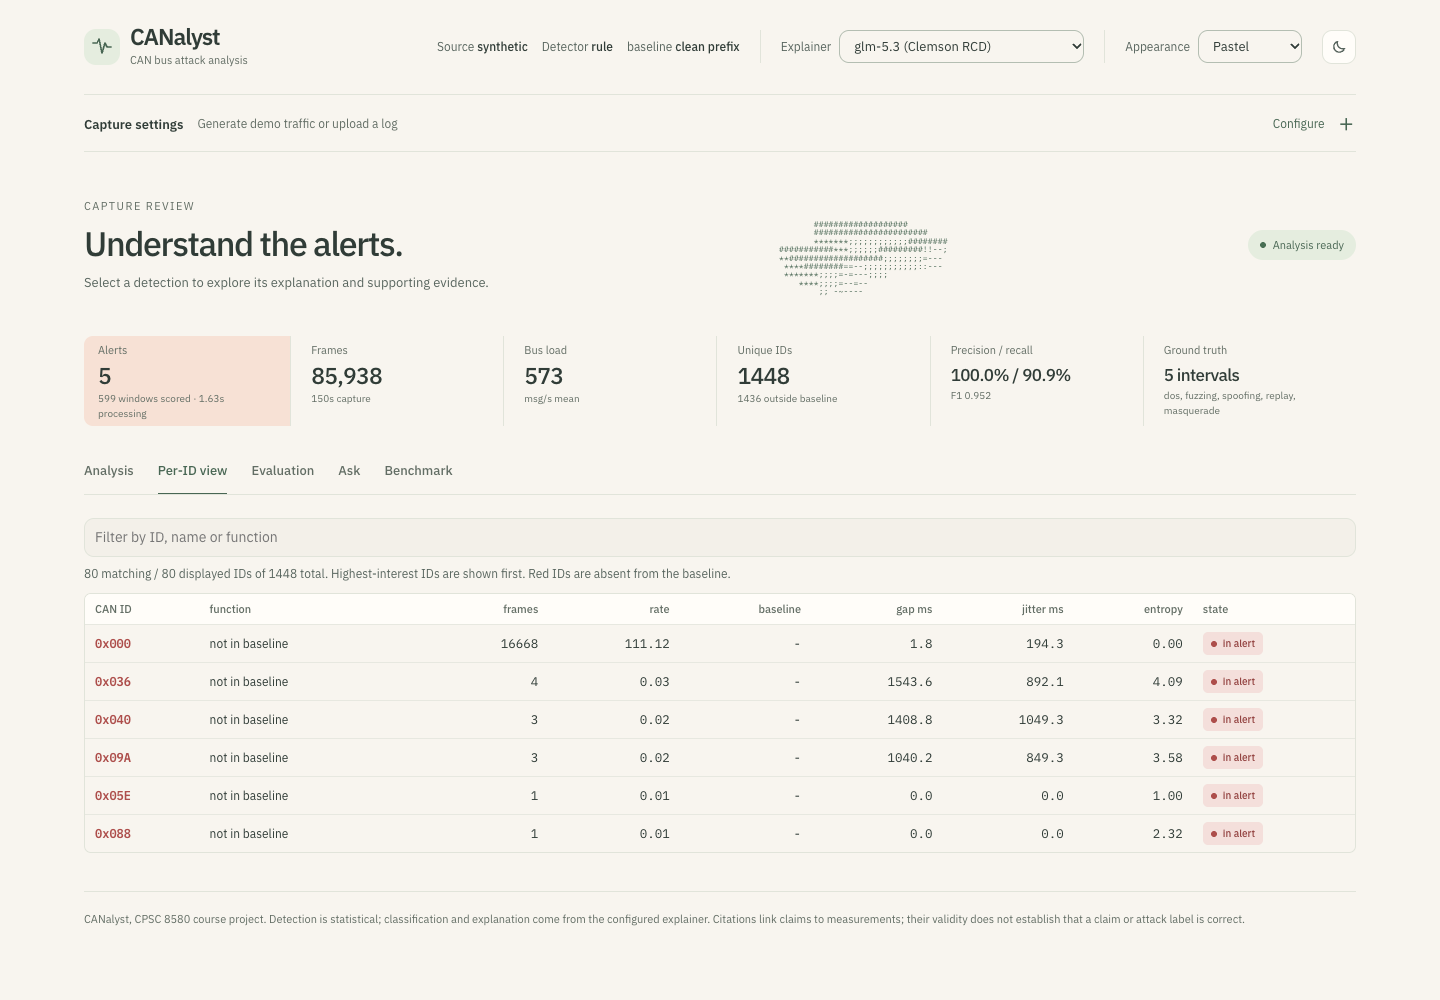 CANalyst
CAN bus attack analysis
Source synthetic Detector rule baseline clean prefix
Explainer glm-5.3 (Clemson RCD)
Appearance Pastel
Capture settings Generate demo traffic or upload a log
Configure
CAPTURE REVIEW
Understand the alerts.
Select a detection to explore its explanation and supporting evidence.
Analysis ready
Alerts
5
599 windows scored · 1.63s
processing
Frames
85,938
150s capture
Bus load
573
msg/s mean
Unique IDs
1448
1436 outside baseline
Precision / recall
100.0% / 90.9%
F1 0.952
Ground truth
5 intervals
dos, fuzzing, spoofing, replay,
masquerade
Analysis Per-ID view Evaluation Ask Benchmark
Filter by ID, name or function
80 matching / 80 displayed IDs of 1448 total. Highest-interest IDs are shown first. Red IDs are absent from the baseline.
CAN ID function frames rate baseline gap ms jitter ms entropy state
0x000 not in baseline 16668 111.12 - 1.8 194.3 0.00 in alert
0x036 not in baseline 4 0.03 - 1543.6 892.1 4.09 in alert
0x040 not in baseline 3 0.02 - 1408.8 1049.3 3.32 in alert
0x09A not in baseline 3 0.02 - 1040.2 849.3 3.58 in alert
0x05E not in baseline 1 0.01 - 0.0 0.0 1.00 in alert
0x088 not in baseline 1 0.01 - 0.0 0.0 2.32 in alert
CANalyst, CPSC 8580 course project. Detection is statistical; classification and explanation come from the configured explainer. Citations link claims to measurements; their validity does not establish that a claim or attack label is correct.